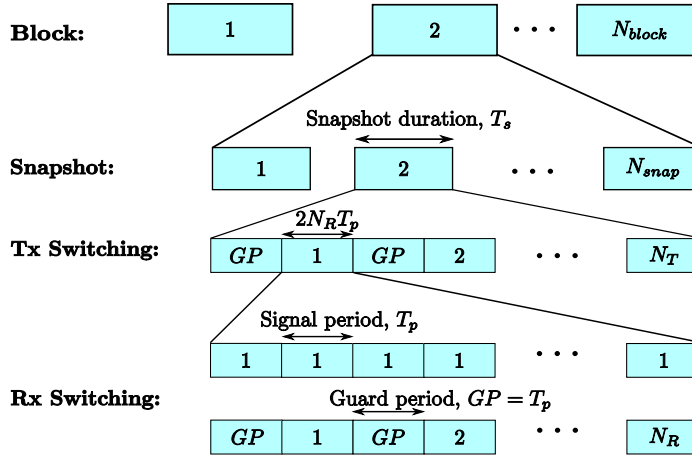 Block: 1 2 ... N_block
Snapshot duration, T_s
Snapshot: 1 2 ... N_snap
2N_R T_p
Tx Switching: GP 1 GP 2 ... N_T
Signal period, T_p
1 1 1 1 ... 1
Rx Switching: Guard period, GP = T_p
GP 1 GP 2 ... N_R